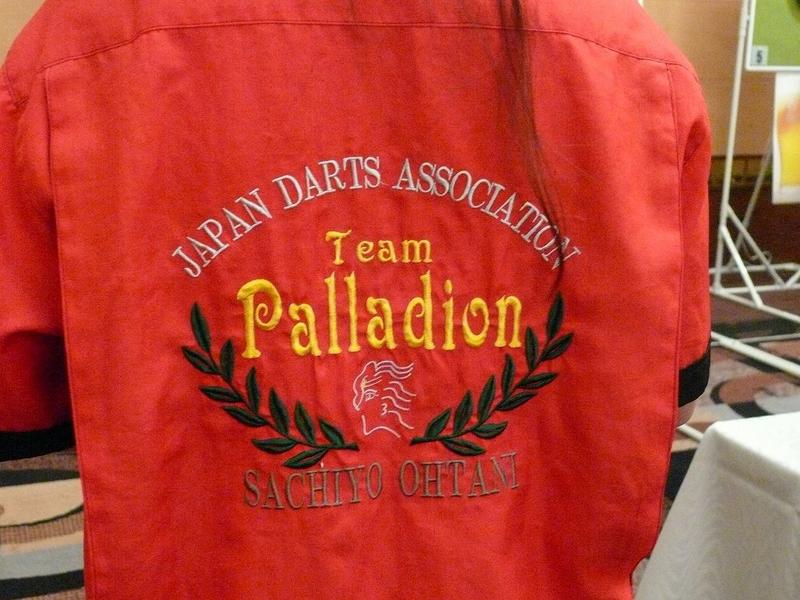 JAPAN DARTS ASSOCIATION
Team
Palladion
SACHIYO OHTANI